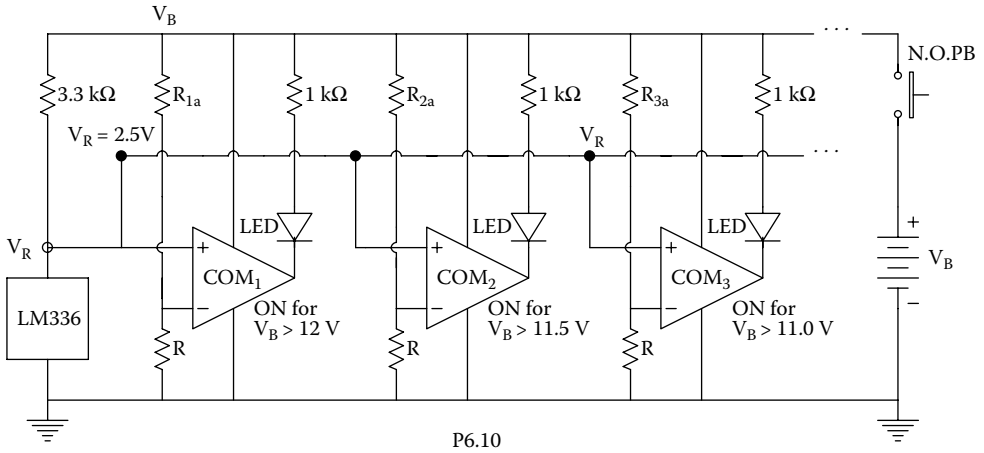 V_B
3.3 kΩ
R_1a
1 kΩ
R_2a
1 kΩ
R_3a
1 kΩ
. . .
N.O.PB
V_R = 2.5V
V_R
. . .
V_R
LED
LED
LED
+
COM_1
−
+
COM_2
−
+
COM_3
−
+
V_B
−
LM336
ON for
V_B > 12 V
ON for
V_B > 11.5 V
ON for
V_B > 11.0 V
R
R
R
P6.10